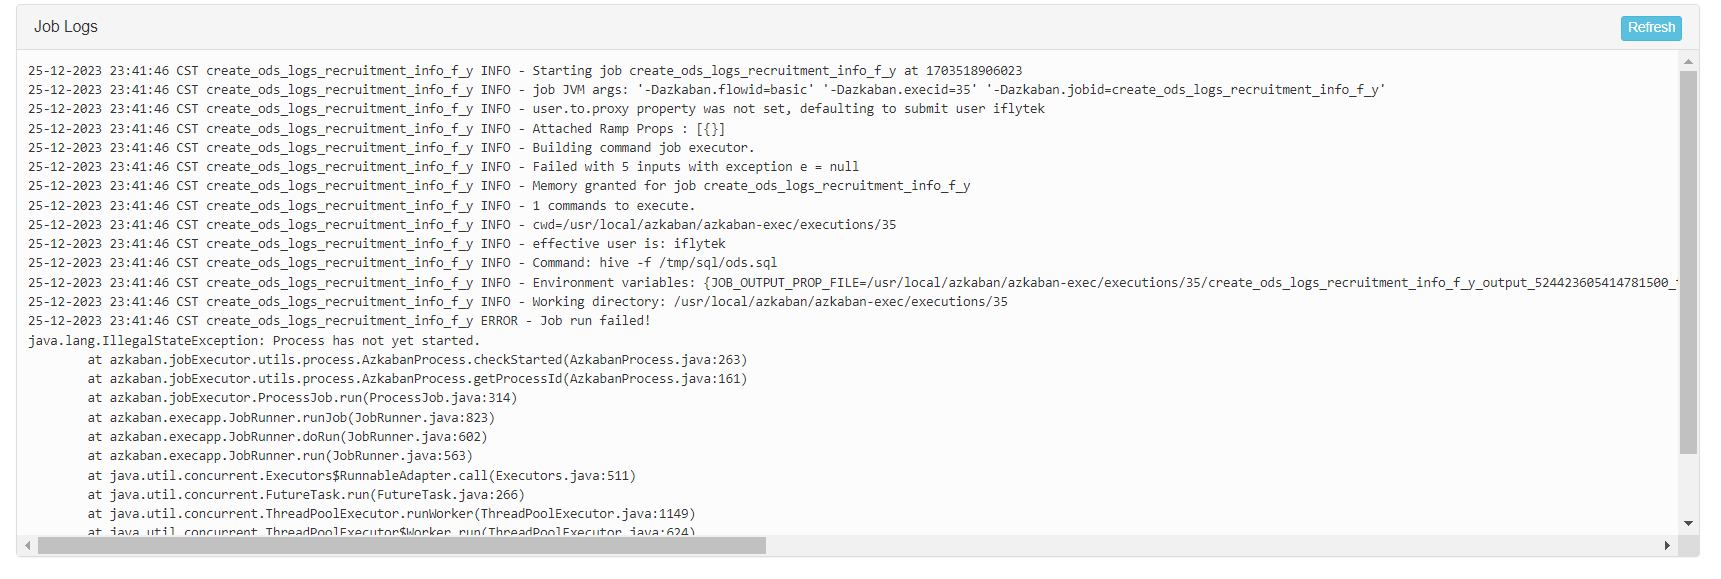 Job Logs
Refresh
25-12-2023 23:41:46 CST create_ods_logs_recruitment_info_f_y INFO - Starting job create_ods_logs_recruitment_info_f_y at 1703518906023
25-12-2023 23:41:46 CST create_ods_logs_recruitment_info_f_y INFO - job JVM args: '-Dazkaban.flowid=basic' '-Dazkaban.execid=35' '-Dazkaban.jobid=create_ods_logs_recruitment_info_f_y'
25-12-2023 23:41:46 CST create_ods_logs_recruitment_info_f_y INFO - user.to.proxy property was not set, defaulting to submit user iflytek
25-12-2023 23:41:46 CST create_ods_logs_recruitment_info_f_y INFO - Attached Ramp Props : [{}]
25-12-2023 23:41:46 CST create_ods_logs_recruitment_info_f_y INFO - Building command job executor.
25-12-2023 23:41:46 CST create_ods_logs_recruitment_info_f_y INFO - Failed with 5 inputs with exception e = null
25-12-2023 23:41:46 CST create_ods_logs_recruitment_info_f_y INFO - Memory granted for job create_ods_logs_recruitment_info_f_y
25-12-2023 23:41:46 CST create_ods_logs_recruitment_info_f_y INFO - 1 commands to execute.
25-12-2023 23:41:46 CST create_ods_logs_recruitment_info_f_y INFO - cwd=/usr/local/azkaban/azkaban-exec/executions/35
25-12-2023 23:41:46 CST create_ods_logs_recruitment_info_f_y INFO - effective user is: iflytek
25-12-2023 23:41:46 CST create_ods_logs_recruitment_info_f_y INFO - Command: hive -f /tmp/sql/ods.sql
25-12-2023 23:41:46 CST create_ods_logs_recruitment_info_f_y INFO - Environment variables: {JOB_OUTPUT_PROP_FILE=/usr/local/azkaban/azkaban-exec/executions/35/create_ods_logs_recruitment_info_f_y_output_524423605414781500_
25-12-2023 23:41:46 CST create_ods_logs_recruitment_info_f_y INFO - Working directory: /usr/local/azkaban/azkaban-exec/executions/35
25-12-2023 23:41:46 CST create_ods_logs_recruitment_info_f_y ERROR - Job run failed!
java.lang.IllegalStateException: Process has not yet started.
at azkaban.jobExecutor.utils.process.AzkabanProcess.checkStarted(AzkabanProcess.java:263)
at azkaban.jobExecutor.utils.process.AzkabanProcess.getProcessId(AzkabanProcess.java:161)
at azkaban.jobExecutor.ProcessJob.run(ProcessJob.java:314)
at azkaban.execapp.JobRunner.runJob(JobRunner.java:823)
at azkaban.execapp.JobRunner.doRun(JobRunner.java:602)
at azkaban.execapp.JobRunner.run(JobRunner.java:563)
at java.util.concurrent.Executors$RunnableAdapter.call(Executors.java:511)
at java.util.concurrent.FutureTask.run(FutureTask.java:266)
at java.util.concurrent.ThreadPoolExecutor.runWorker(ThreadPoolExecutor.java:1149)
at java.util.concurrent.ThreadPoolExecutor$Worker.run(ThreadPoolExecutor.java:624)